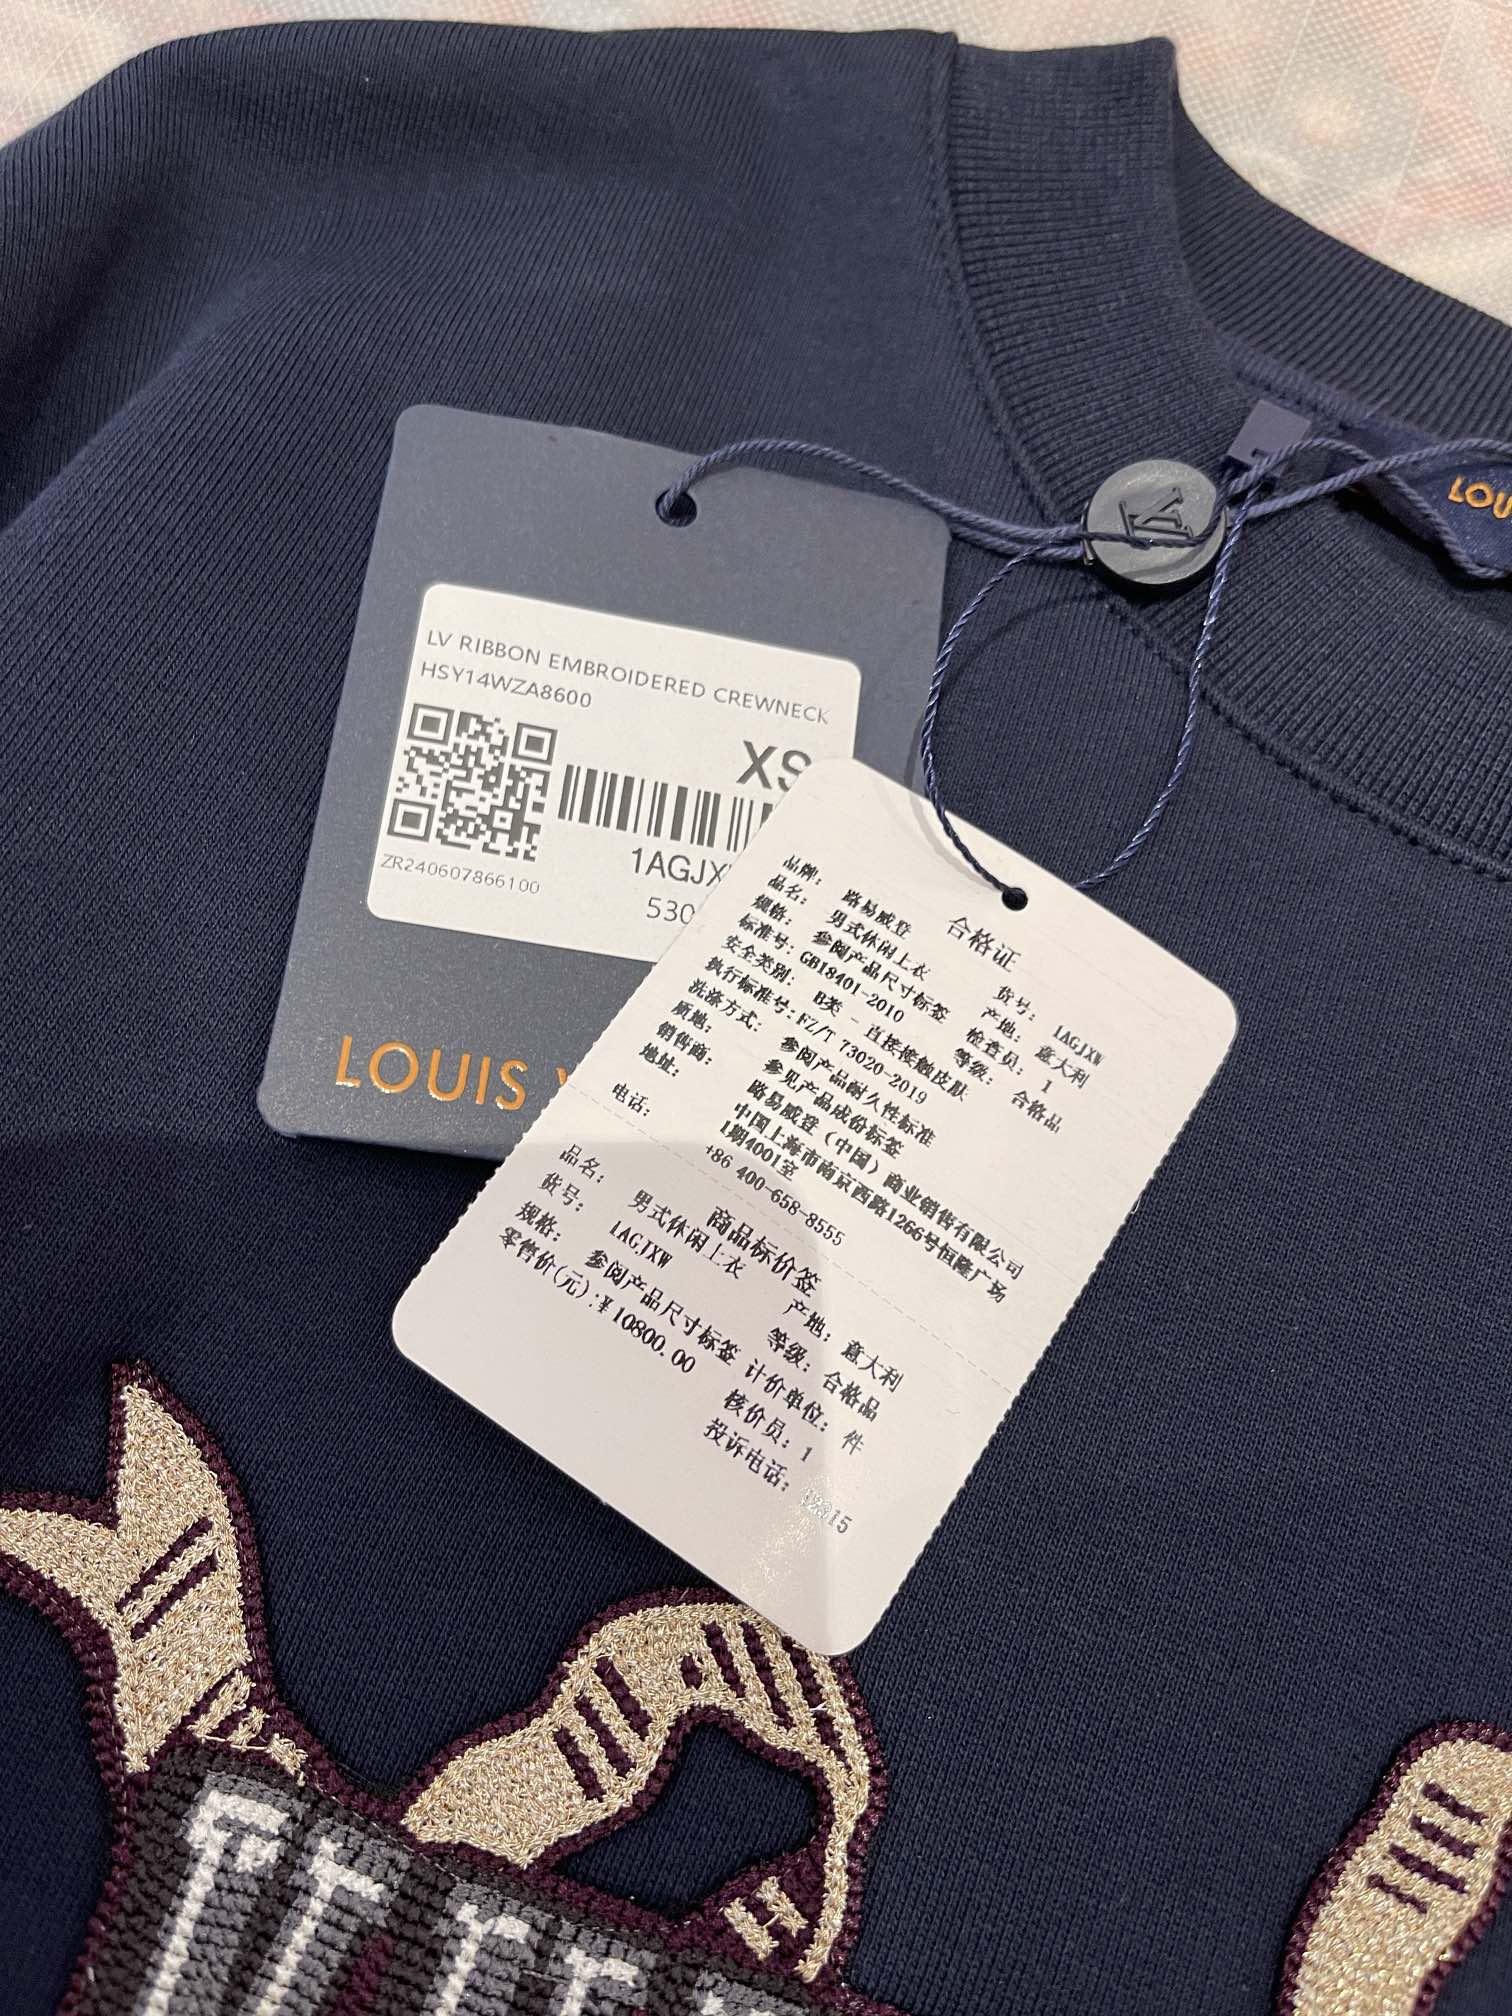 LV RIBBON EMBROIDERED CREWNECK
HSY14WZA8600
XS
1AGJX
ZR240607866100
530
LOUIS
LOU
合格证
品牌: 路易威登 货号: 1AGJXW
品名: 男式休闲上衣 产地: 意大利
规格: 参阅产品尺寸标签 检查员: 1
标准号: GB18401-2010 等级: 合格品
安全类别: B类 - 直接接触皮肤
执行标准号: FZ/T 73020-2019
洗涤方式: 参阅产品耐久性标准
质地: 参见产品成份标签
销售商: 路易威登(中国)商业销售有限公司
地址: 中国上海市南京西路1266号恒隆广场
1期4001室
电话: +86 400-658-8555
商品标价签
品名: 男式休闲上衣 产地: 意大利
货号: 1AGJXW 等级: 合格品
规格: 参阅产品尺寸标签 计价单位: 件
零售价(元):¥10800.00 核价员: 1
投诉电话: 12315